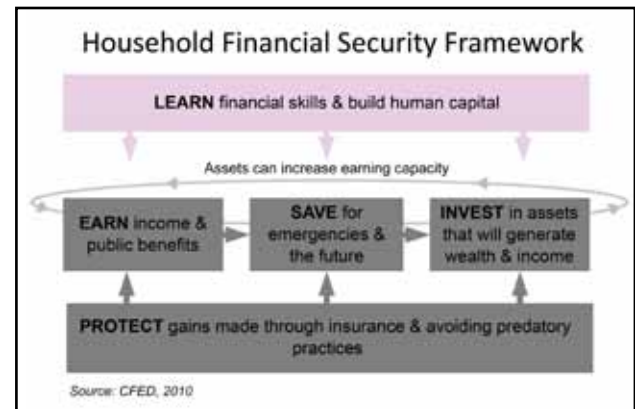 Household Financial Security Framework
LEARN financial skills & build human capital
Assets can increase earning capacity
EARN income &
public benefits
SAVE for
emergencies &
the future
INVEST in assets
that will generate
wealth & income
PROTECT gains made through insurance & avoiding predatory
practices
Source: CFED, 2010